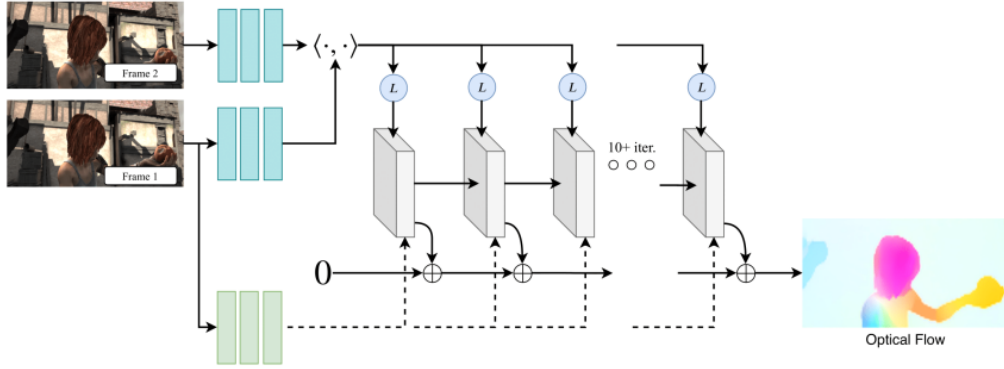 Frame 2
⟨·, ·⟩
L L L L
Frame 1
10+ iter.
0
Optical Flow